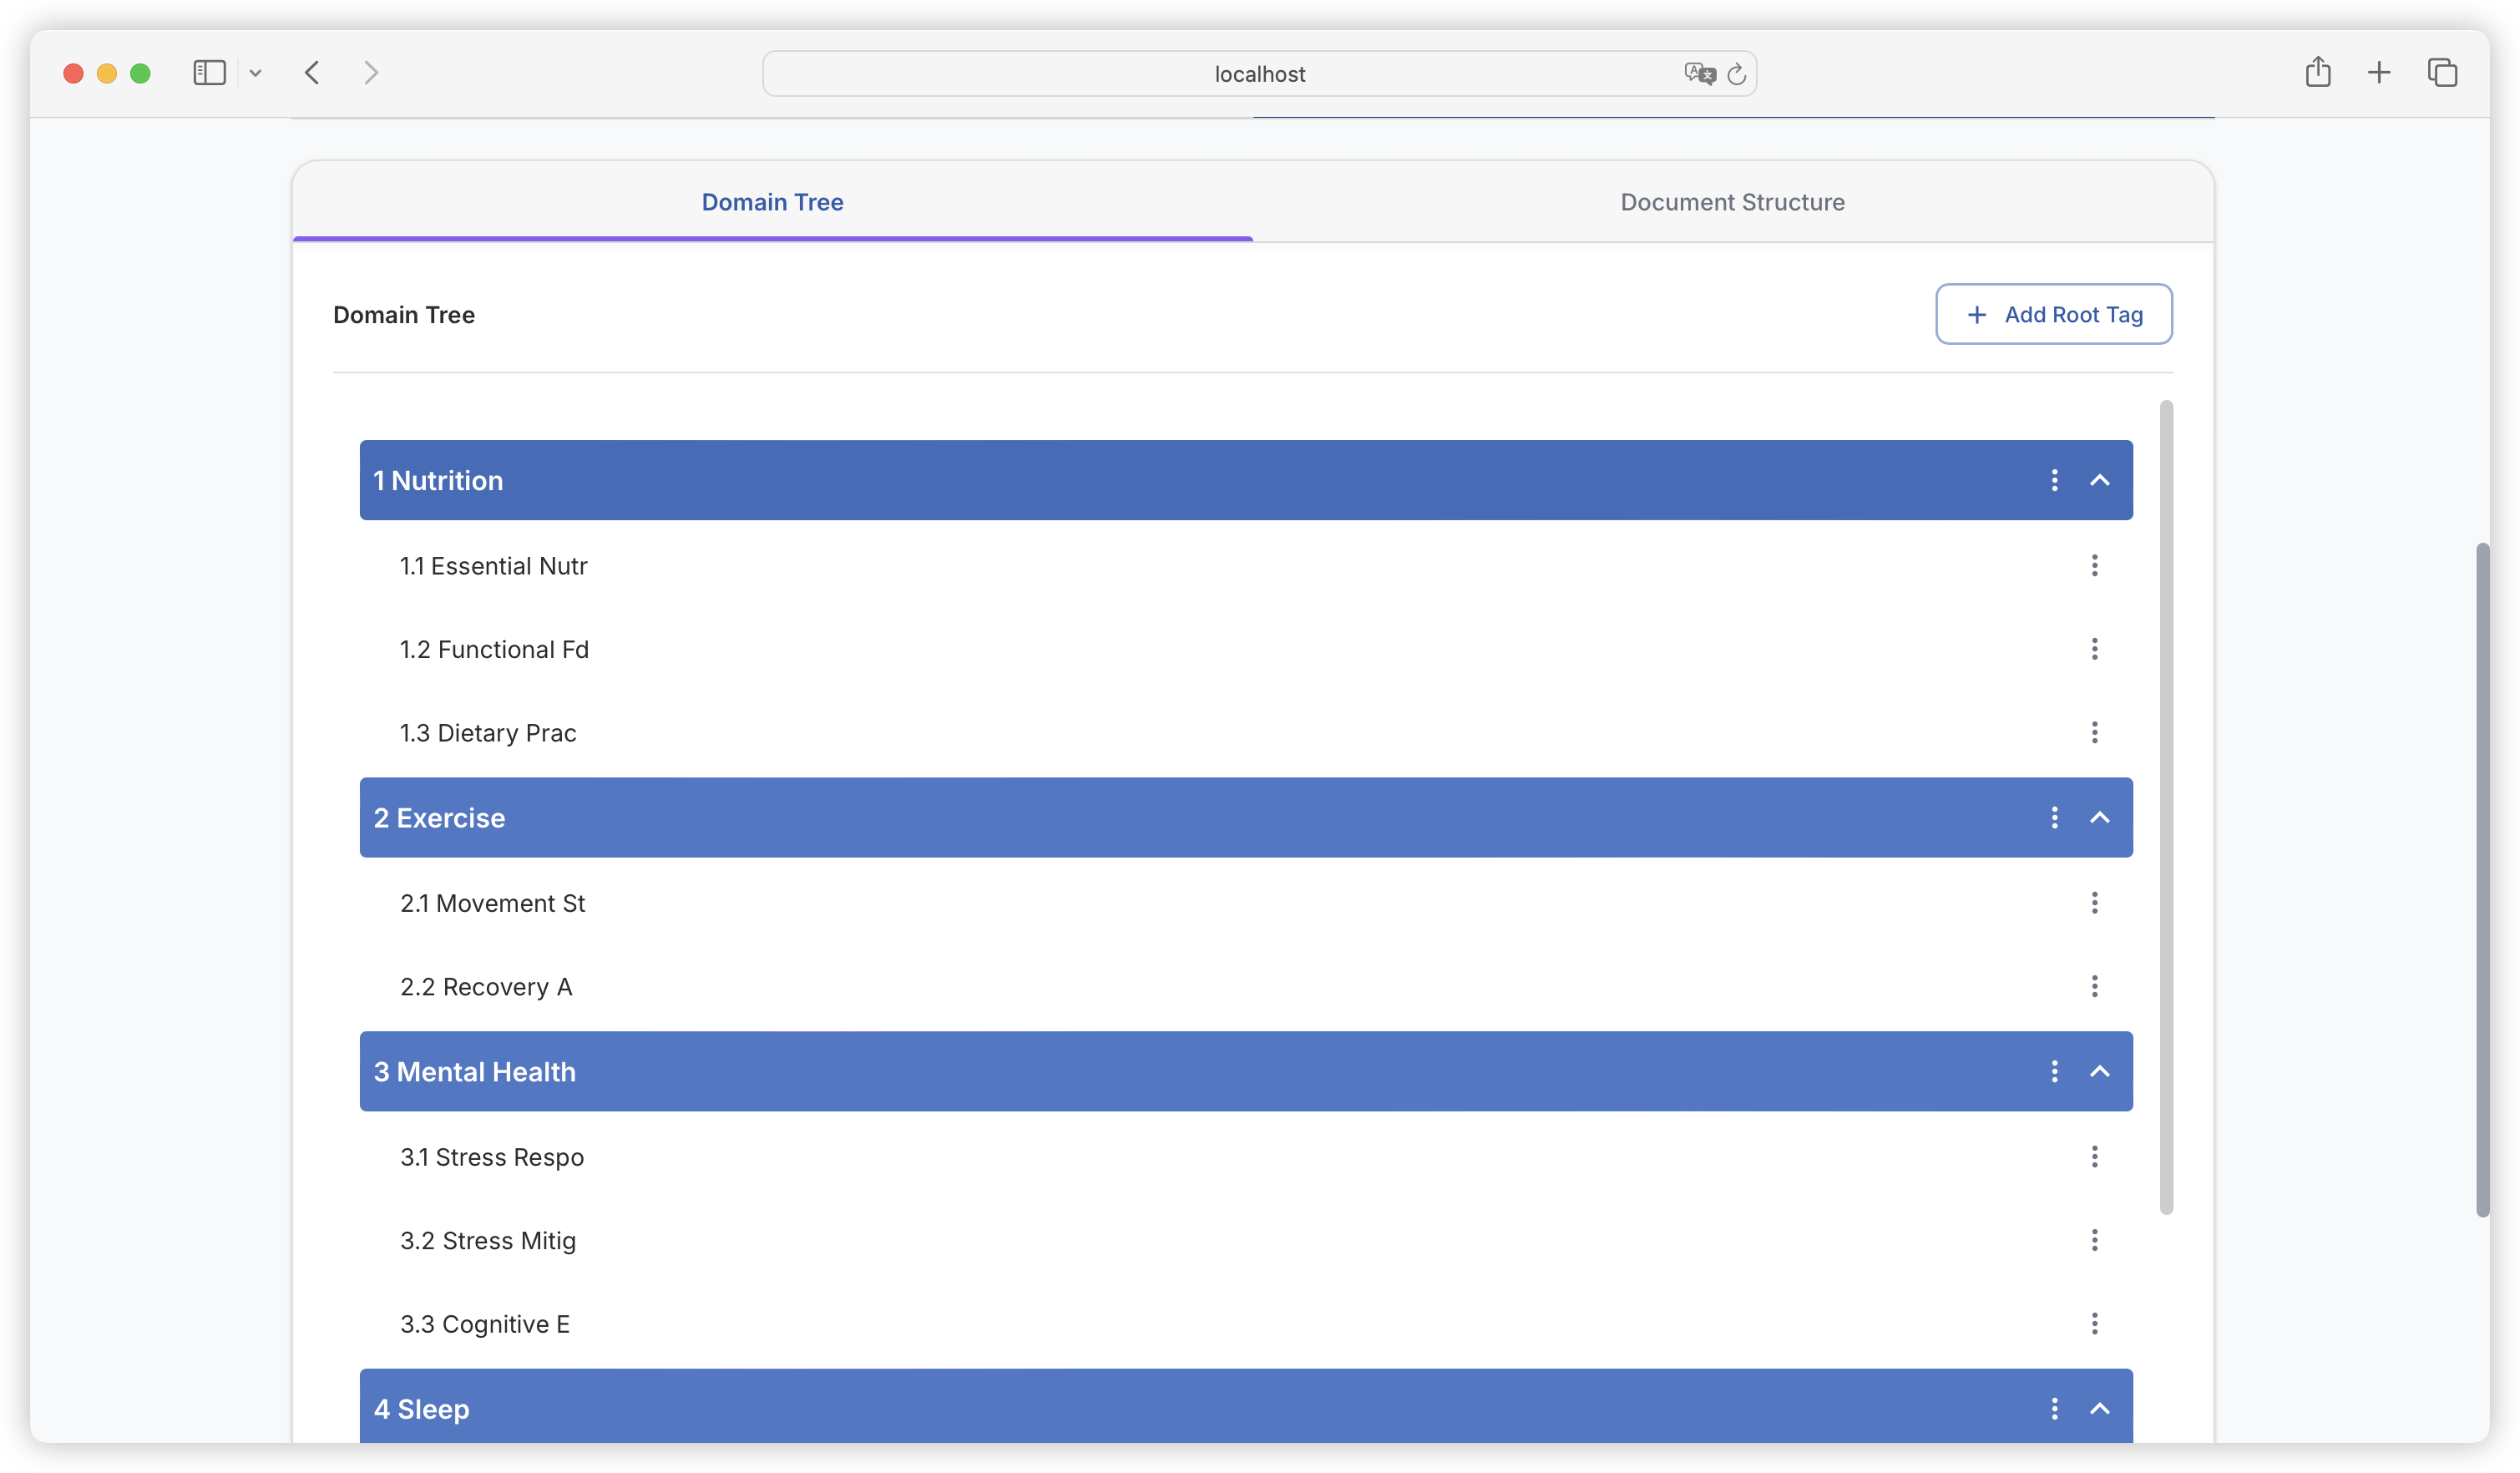 localhost
Domain Tree
Document Structure
Domain Tree
+ Add Root Tag
1 Nutrition
1.1 Essential Nutr
1.2 Functional Fd
1.3 Dietary Prac
2 Exercise
2.1 Movement St
2.2 Recovery A
3 Mental Health
3.1 Stress Respo
3.2 Stress Mitig
3.3 Cognitive E
4 Sleep